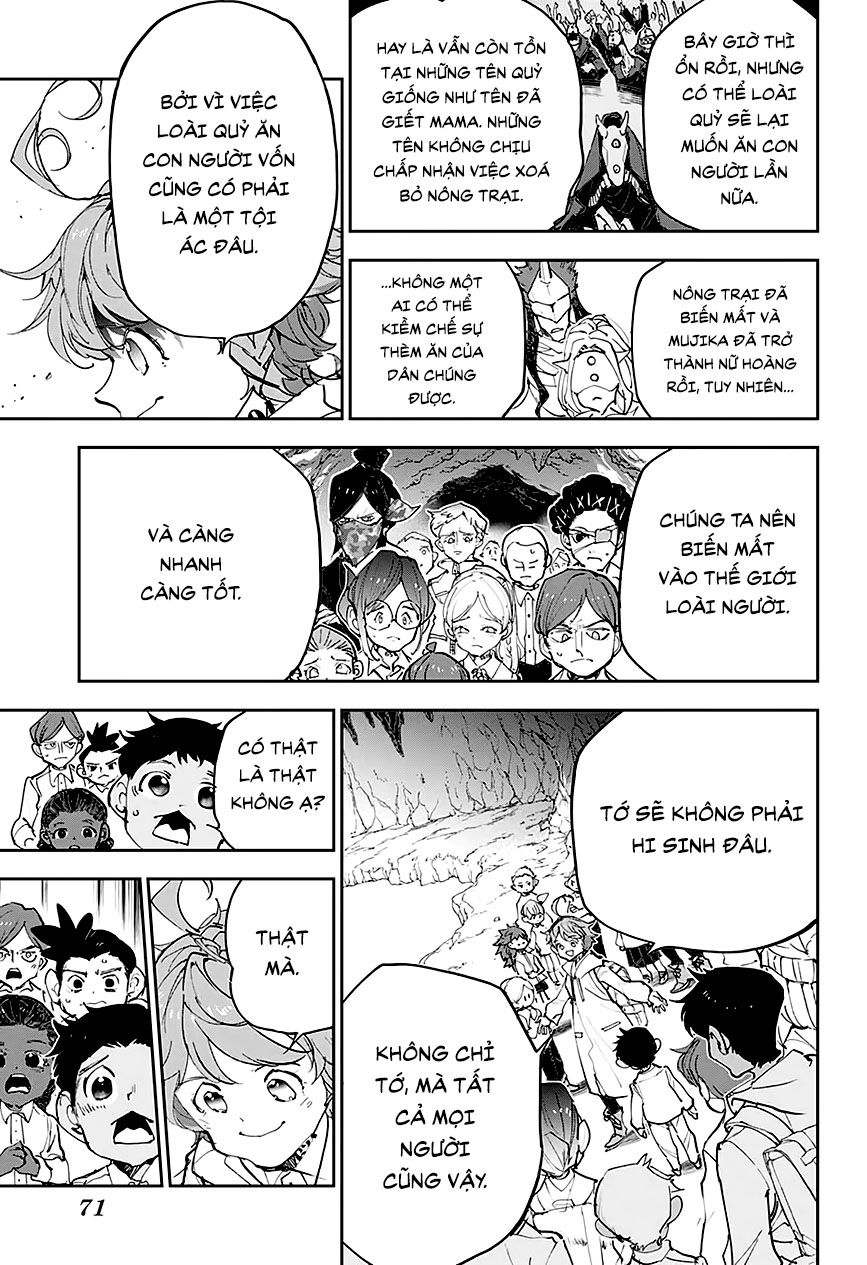 BÂY GIỜ THÌ
ỔN RỒI, NHƯNG
CÓ THỂ LOÀI
QUỶ SẼ LẠI
MUỐN ĂN CON
NGƯỜI LẦN
NỮA.
HAY LÀ VẪN CÒN TỒN
TẠI NHỮNG TÊN QUỶ
GIỐNG NHƯ TÊN ĐÃ
GIẾT MAMA. NHỮNG
TÊN KHÔNG CHỊU
CHẤP NHẬN VIỆC XOÁ
BỎ NÔNG TRẠI.
BỞI VÌ VIỆC
LOÀI QUỶ ĂN
CON NGƯỜI VỐN
CŨNG CÓ PHẢI
LÀ MỘT TỘI
ÁC ĐÂU.
NÔNG TRẠI ĐÃ
BIẾN MẤT VÀ
MUJIKA ĐÃ TRỞ
THÀNH NỮ HOÀNG
RỒI, TUY NHIÊN...
...KHÔNG MỘT
AI CÓ THỂ
KIỀM CHẾ SỰ
THÈM ĂN CỦA
DÂN CHÚNG
ĐƯỢC.
CHÚNG TA NÊN
BIẾN MẤT
VÀO THẾ GIỚI
LOÀI NGƯỜI.
VÀ CÀNG
NHANH
CÀNG TỐT.
TỚ SẼ KHÔNG PHẢI
HI SINH ĐÂU.
KHÔNG CHỈ
TỚ, MÀ TẤT
CẢ MỌI
NGƯỜI
CŨNG VẬY.
CÓ THẬT
LÀ THẬT
KHÔNG Ạ?
THẬT
MÀ.
71